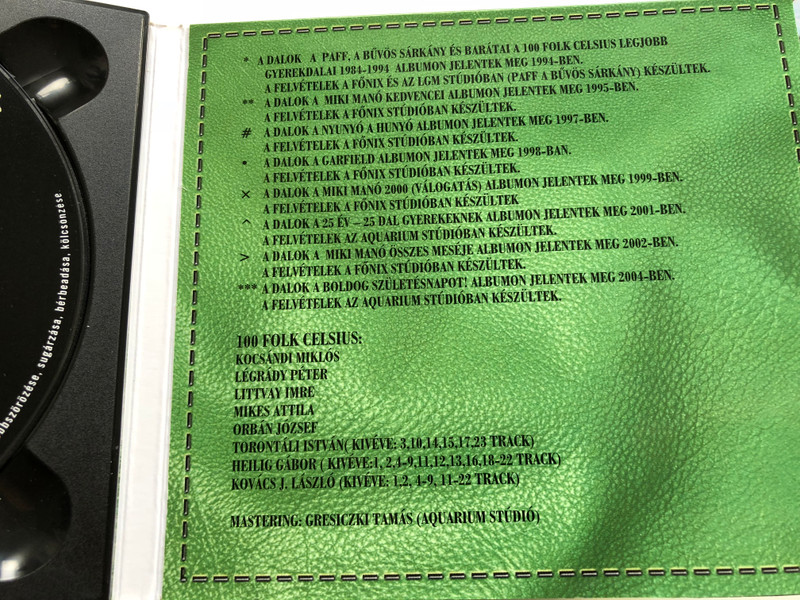 * A DALOK A PAFF, A BŰVÖS SÁRKÁNY ÉS BARÁTAI A 100 FOLK CELSIUS LEGJOBB
GYEREKDALAI 1984-1994 ALBUMON JELENTEK MEG 1994-BEN.
A FELVÉTELEK A FŐNIX ÉS AZ LGM STÚDIÓBAN (PAFF A BŰVÖS SÁRKÁNY) KÉSZÜLTEK.
** A DALOK A MIKI MANÓ KEDVENCEI ALBUMON JELENTEK MEG 1995-BEN.
A FELVÉTELEK A FŐNIX STÚDIÓBAN KÉSZÜLTEK.
# A DALOK A NYUNYÓ A HUNYÓ ALBUMON JELENTEK MEG 1997-BEN.
A FELVÉTELEK A FŐNIX STÚDIÓBAN KÉSZÜLTEK.
• A DALOK A GARFIELD ALBUMON JELENTEK MEG 1998-BAN.
A FELVÉTELEK A FŐNIX STÚDIÓBAN KÉSZÜLTEK.
× A DALOK A MIKI MANÓ 2000 (VÁLOGATÁS) ALBUMON JELENTEK MEG 1999-BEN.
A FELVÉTELEK A FŐNIX STÚDIÓBAN KÉSZÜLTEK
^ A DALOK A 25 ÉV – 25 DAL GYEREKEKNEK ALBUMON JELENTEK MEG 2001-BEN.
A FELVÉTELEK AZ AQUARIUM STÚDIÓBAN KÉSZÜLTEK.
> A DALOK A MIKI MANÓ ÖSSZES MESÉJE ALBUMON JELENTEK MEG 2002-BEN.
A FELVÉTELEK A FŐNIX STÚDIÓBAN KÉSZÜLTEK.
*** A DALOK A BOLDOG SZÜLETÉSNAPOT! ALBUMON JELENTEK MEG 2004-BEN.
A FELVÉTELEK AZ AQUARIUM STÚDIÓBAN KÉSZÜLTEK.
100 FOLK CELSIUS:
KOCSÁNDI MIKLÓS
LÉGRÁDY PÉTER
LITTVAY IMRE
MIKES ATTILA
ORBÁN JÓZSEF
TORONTÁLI ISTVÁN( KIVÉVE: 3,10,14,15,17,23 TRACK)
HEILIG GÁBOR ( KIVÉVE:1, 2,4-9,11,12,13,16,18-22 TRACK)
KOVÁCS J. LÁSZLÓ (KIVÉVE: 1,2, 4-9, 11-22 TRACK)
MASTERING: GRESICZKI TAMÁS (AQUARIUM STÚDIÓ)
sugárzása, bérbeadása, kölcsönzése